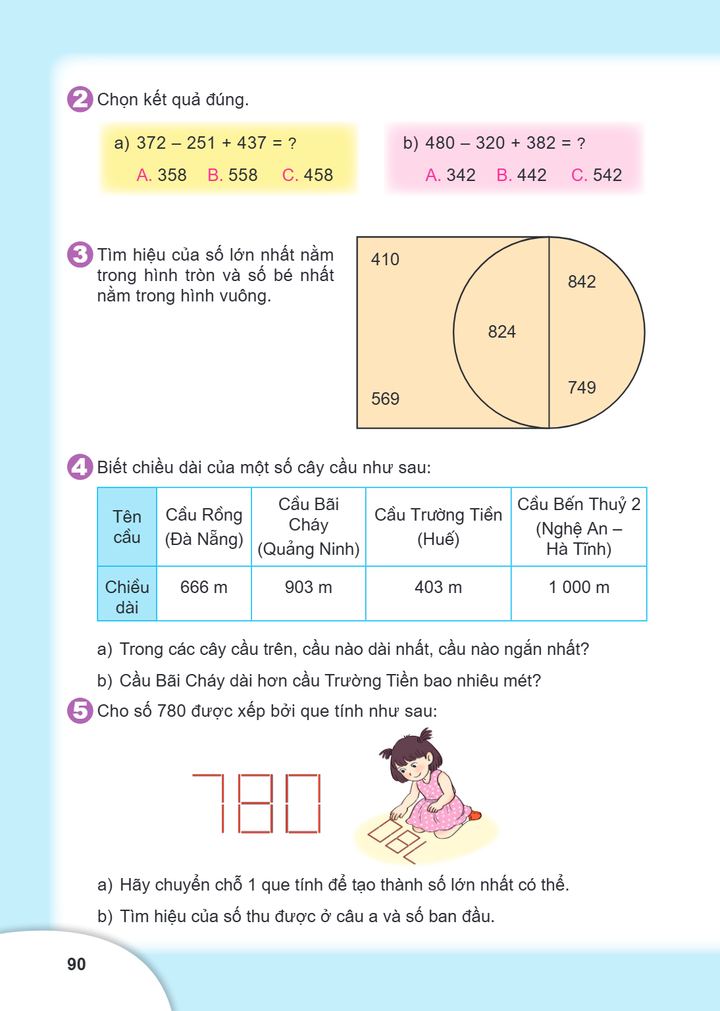 2 Chọn kết quả đúng.
a) 372 – 251 + 437 = ?
A. 358 B. 558 C. 458
b) 480 – 320 + 382 = ?
A. 342 B. 442 C. 542
3 Tìm hiệu của số lớn nhất nằm
trong hình tròn và số bé nhất
nằm trong hình vuông.
410
842
824
749
569
4 Biết chiều dài của một số cây cầu như sau:
Tên
cầu
Cầu Rồng
(Đà Nẵng)
Cầu Bãi
Cháy
(Quảng Ninh)
Cầu Trường Tiền
(Huế)
Cầu Bến Thuỷ 2
(Nghệ An –
Hà Tĩnh)
Chiều
dài
666 m
903 m
403 m
1 000 m
a) Trong các cây cầu trên, cầu nào dài nhất, cầu nào ngắn nhất?
b) Cầu Bãi Cháy dài hơn cầu Trường Tiền bao nhiêu mét?
5 Cho số 780 được xếp bởi que tính như sau:
780
780
a) Hãy chuyển chỗ 1 que tính để tạo thành số lớn nhất có thể.
b) Tìm hiệu của số thu được ở câu a và số ban đầu.
90